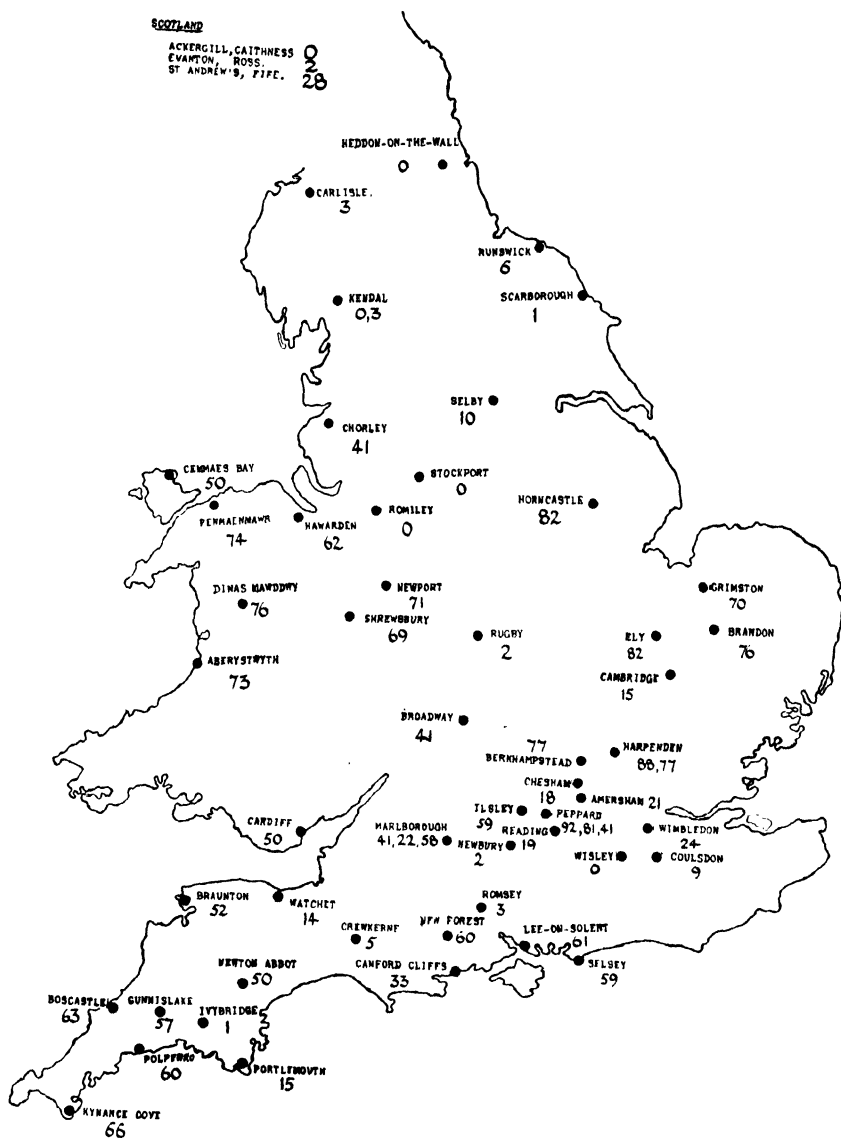 SCOTLAND
ACKERGILL, CAITHNESS 0
EVANTON, ROSS. 2
ST ANDREW'S, FIFE. 28
HEDDON-ON-THE-WALL
0
CARLISLE.
3
RUNSWICK
6
KENDAL
0,3
SCARBOROUGH
1
SELBY
10
CHORLEY
41
CEMMAES BAY
50
STOCKPORT
0
PENMAENMAWR
74
HAWARDEN
62
ROMILEY
0
HORNCASTLE
82
DINAS MAWDDWY
76
NEWPORT
71
GRIMSTON
70
SHREWSBURY
69
RUGBY
2
ELY
82
BRANDON
76
ABERYSTWYTH
73
CAMBRIDGE
15
BROADWAY
41
77
BERKHAMPSTEAD
HARPENDEN
88,77
CHESHAM
18
AMERSHAM 21
ILSLEY
59
PEPPARD
92,81,41
CARDIFF
50
MARLBOROUGH
41,22,58
READING
19
NEWBURY
2
WIMBLEDON
24
WISLEY
0
COULSDON
9
BRAUNTON
52
WATCHET
14
ROMSEY
3
CREWKERNE
5
NEW FOREST
60
LEE-ON-SOLENT
61
NEWTON ABBOT
50
CANFORD CLIFFS
33
SELSEY
59
BOSCASTLE
63
GUNNISLAKE
57
IVYBRIDGE
1
POLPERRO
60
PORTLEMOUTH
15
KYNANCE COVE
66